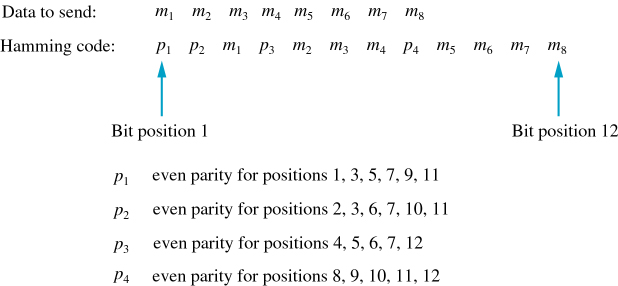 Data to send: m₁ m₂ m₃ m₄ m₅ m₆ m₇ m₈
Hamming code: p₁ p₂ m₁ p₃ m₂ m₃ m₄ p₄ m₅ m₆ m₇ m₈
Bit position 1 Bit position 12
p₁ even parity for positions 1, 3, 5, 7, 9, 11
p₂ even parity for positions 2, 3, 6, 7, 10, 11
p₃ even parity for positions 4, 5, 6, 7, 12
p₄ even parity for positions 8, 9, 10, 11, 12